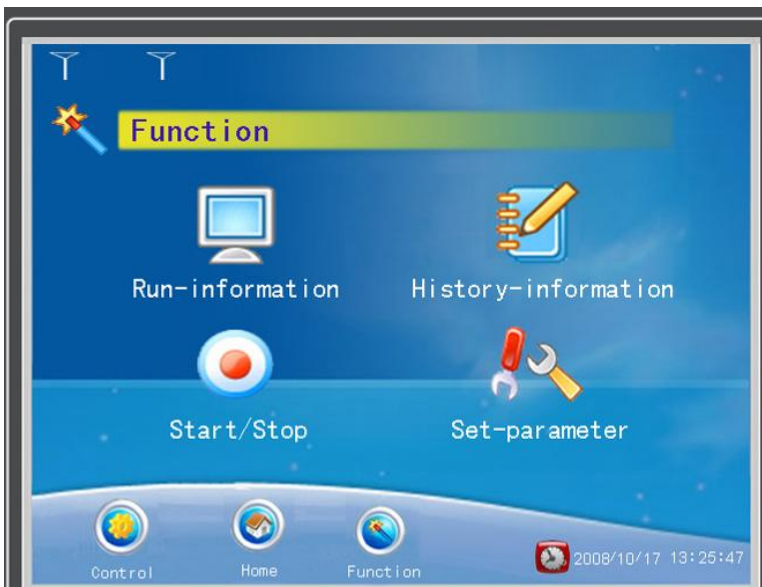 Function
Run-information History-information
Start/Stop Set-parameter
Control Home Function 2008/10/17 13:25:47